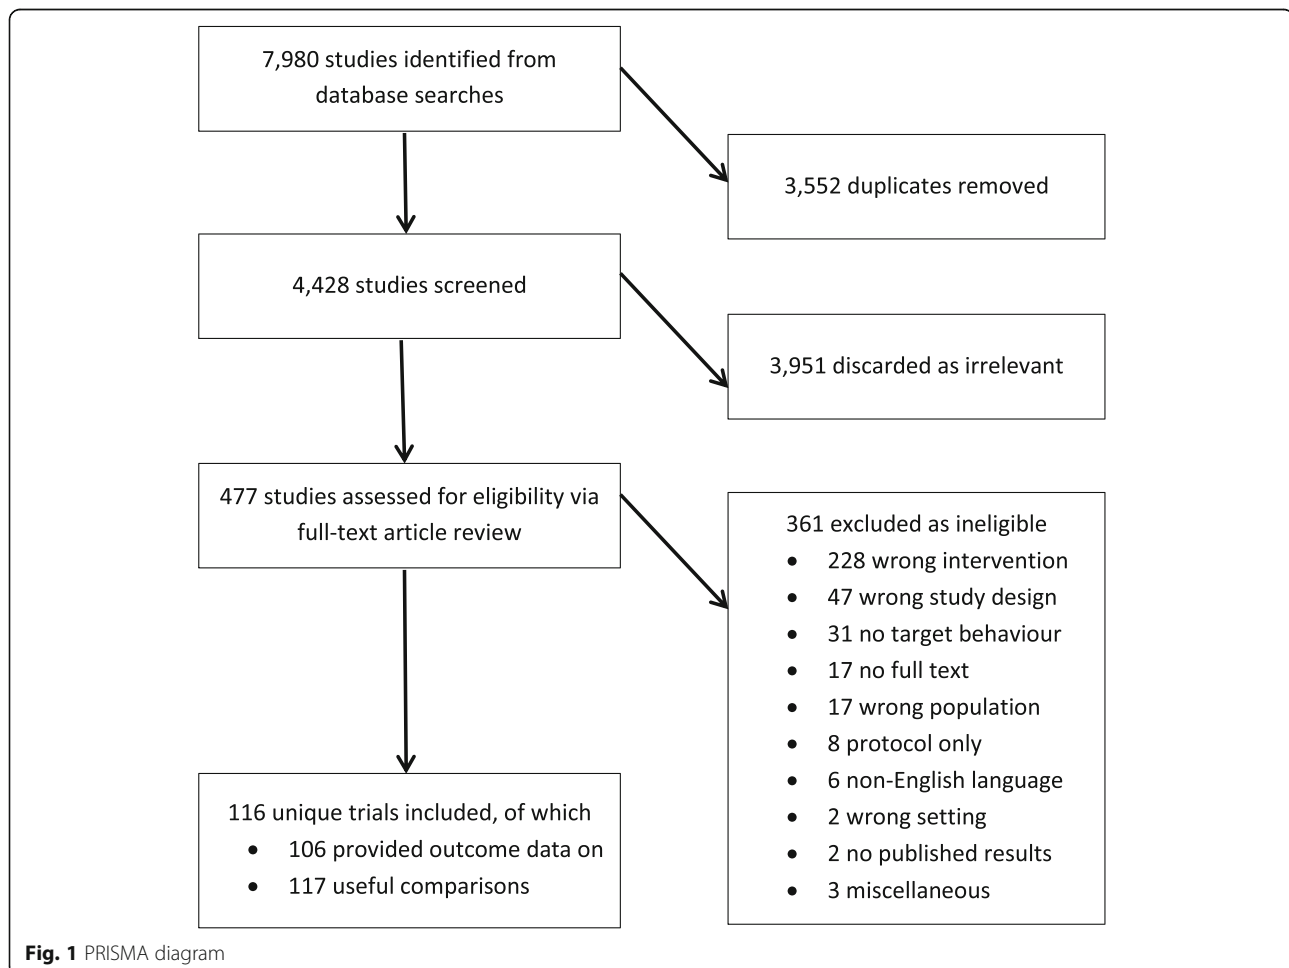 7,980 studies identified from
database searches
3,552 duplicates removed
4,428 studies screened
3,951 discarded as irrelevant
477 studies assessed for eligibility via
full-text article review
361 excluded as ineligible
• 228 wrong intervention
• 47 wrong study design
• 31 no target behaviour
• 17 no full text
• 17 wrong population
• 8 protocol only
• 6 non-English language
• 2 wrong setting
• 2 no published results
• 3 miscellaneous
116 unique trials included, of which
• 106 provided outcome data on
• 117 useful comparisons
Fig. 1 PRISMA diagram